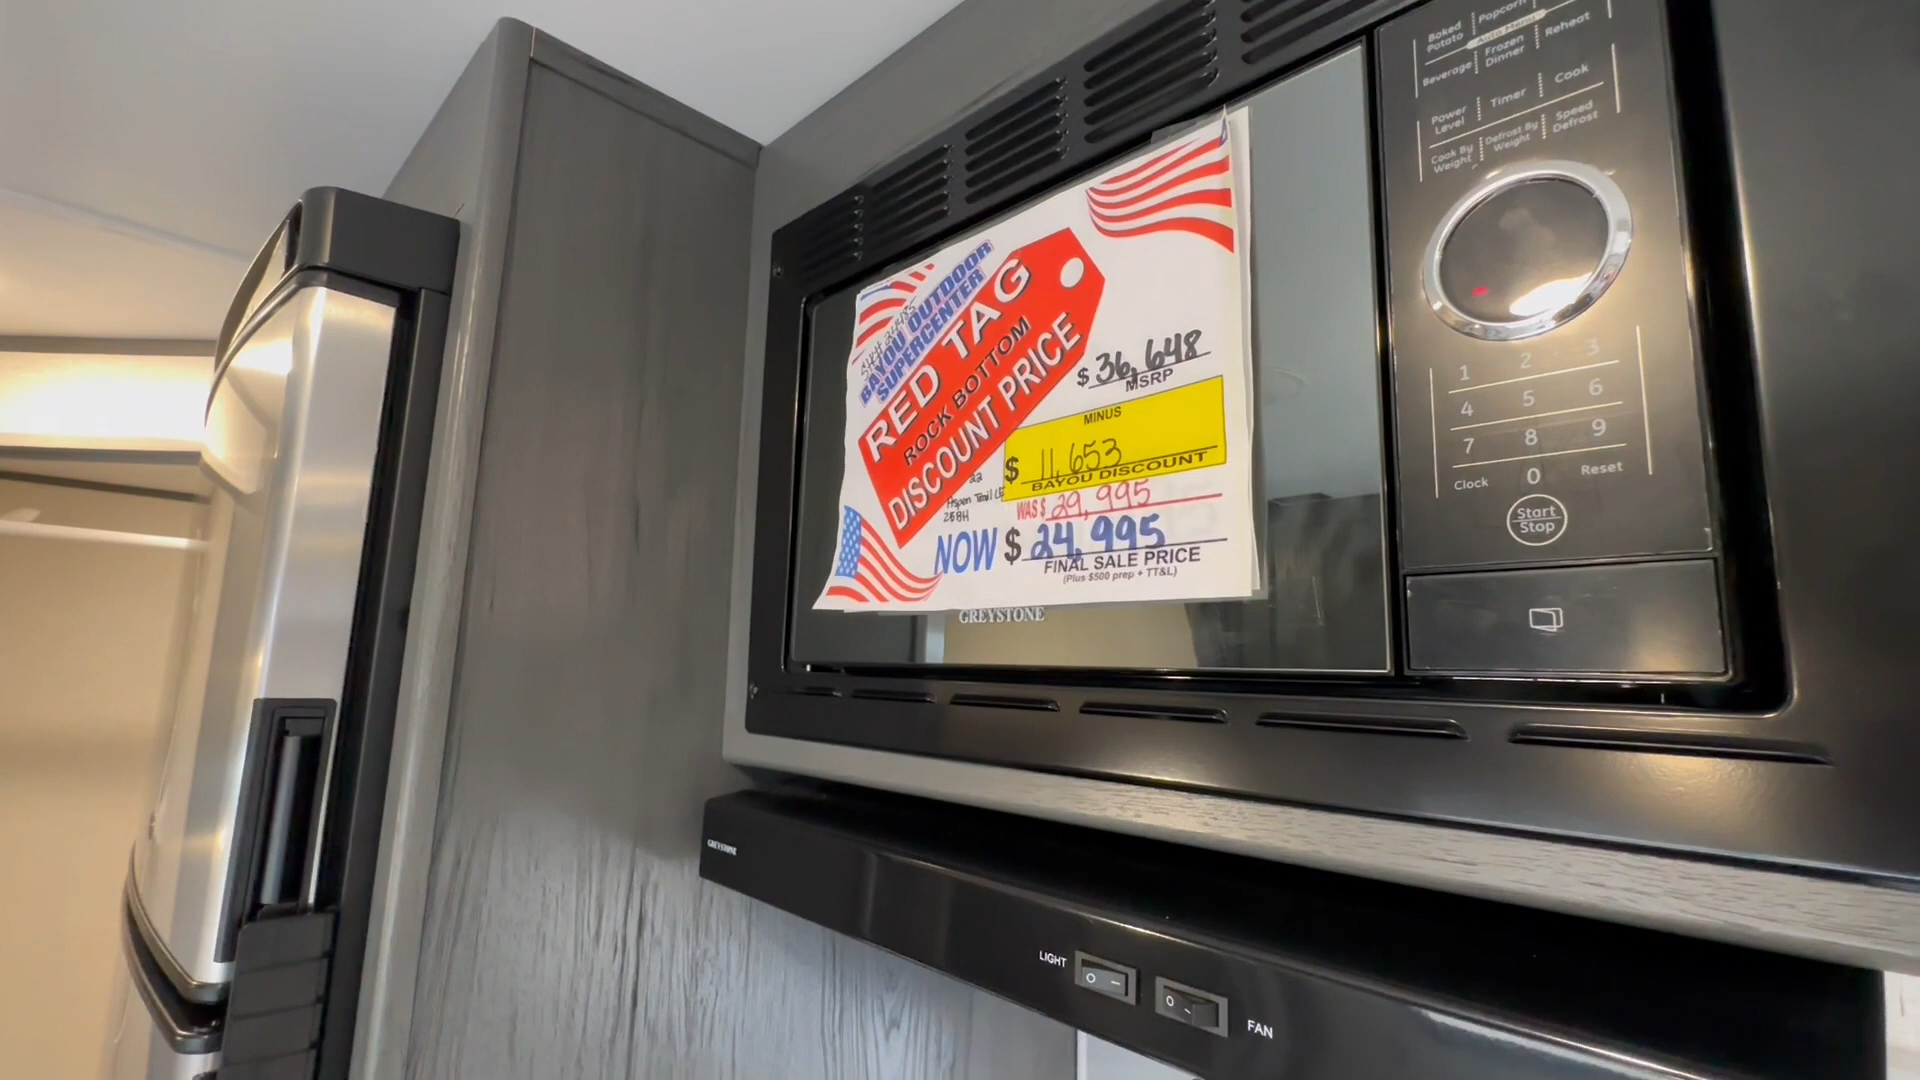 BAYOU OUTDOOR
SUPERCENTER
RED TAG
ROCK BOTTOM
DISCOUNT PRICE
$ 36,648
MSRP
MINUS
$ 11,653
BAYOU DISCOUNT
22
Aspen Trail LE
25BH
WAS $ 29,995
NOW $ 24,995
FINAL SALE PRICE
(Plus $500 prep + TT&L)
GREYSTONE
Baked Potato
Popcorn
Auto Menu
Reheat
Beverage
Frozen Dinner
Power Level
Timer
Cook
Cook By Weight
Defrost By Weight
Speed Defrost
1 2 3
4 5 6
7 8 9
Clock 0 Reset
Start
Stop
GREYSTONE
LIGHT
FAN